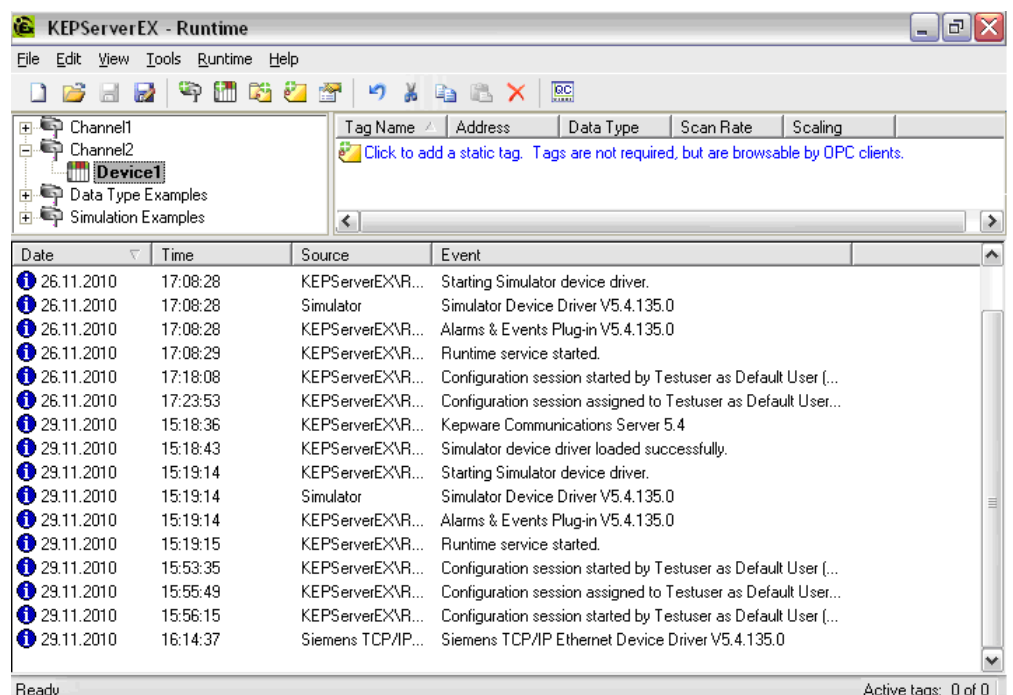 KEPServerEX - Runtime
File Edit View Tools Runtime Help
QC
Channel1
Channel2
Device1
Data Type Examples
Simulation Examples
Tag Name Address Data Type Scan Rate Scaling
Click to add a static tag. Tags are not required, but are browsable by OPC clients.
Date Time Source Event
26.11.2010 17:08:28 KEPServerEX\R... Starting Simulator device driver.
26.11.2010 17:08:28 Simulator Simulator Device Driver V5.4.135.0
26.11.2010 17:08:28 KEPServerEX\R... Alarms & Events Plug-in V5.4.135.0
26.11.2010 17:08:29 KEPServerEX\R... Runtime service started.
26.11.2010 17:18:08 KEPServerEX\R... Configuration session started by Testuser as Default User (...
26.11.2010 17:23:53 KEPServerEX\R... Configuration session assigned to Testuser as Default User...
29.11.2010 15:18:36 KEPServerEX\R... Kepware Communications Server 5.4
29.11.2010 15:18:43 KEPServerEX\R... Simulator device driver loaded successfully.
29.11.2010 15:19:14 KEPServerEX\R... Starting Simulator device driver.
29.11.2010 15:19:14 Simulator Simulator Device Driver V5.4.135.0
29.11.2010 15:19:14 KEPServerEX\R... Alarms & Events Plug-in V5.4.135.0
29.11.2010 15:19:15 KEPServerEX\R... Runtime service started.
29.11.2010 15:53:35 KEPServerEX\R... Configuration session started by Testuser as Default User (...
29.11.2010 15:55:49 KEPServerEX\R... Configuration session assigned to Testuser as Default User...
29.11.2010 15:56:15 KEPServerEX\R... Configuration session started by Testuser as Default User (...
29.11.2010 16:14:37 Siemens TCP/IP... Siemens TCP/IP Ethernet Device Driver V5.4.135.0
Ready Active tags: 0 of 0